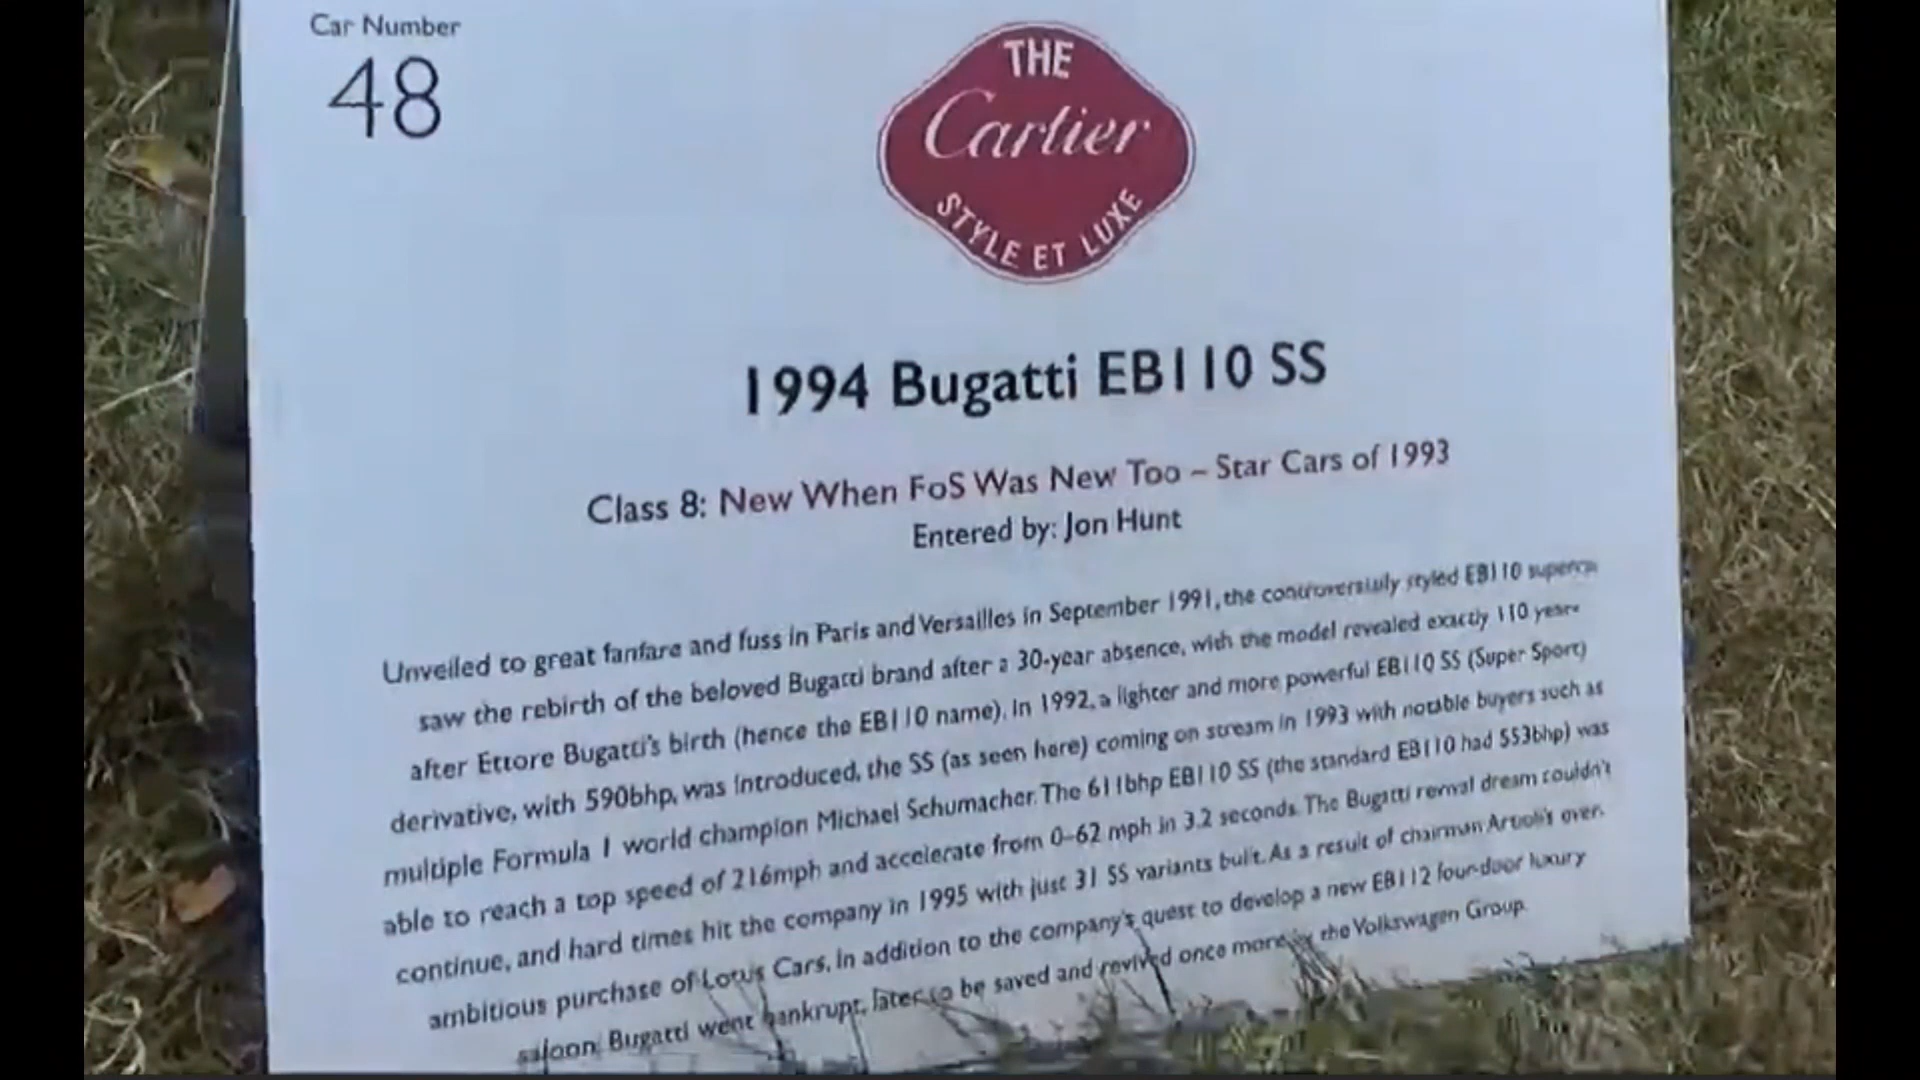 Car Number
48
THE
Cartier
STYLE ET LUXE
1994 Bugatti EB110 SS
Class 8: New When FoS Was New Too – Star Cars of 1993
Entered by: Jon Hunt
Unveiled to great fanfare and fuss in Paris and Versailles in September 1991, the controversially styled EB110 supercar
saw the rebirth of the beloved Bugatti brand after a 30-year absence, with the model revealed exactly 110 years
after Ettore Bugatti's birth (hence the EB110 name). In 1992, a lighter and more powerful EB110 SS (Super Sport)
derivative, with 590bhp, was introduced, the SS (as seen here) coming on stream in 1993 with notable buyers such as
multiple Formula 1 world champion Michael Schumacher. The 611bhp EB110 SS (the standard EB110 had 553bhp) was
able to reach a top speed of 216mph and accelerate from 0–62 mph in 3.2 seconds. The Bugatti revival dream couldn't
continue, and hard times hit the company in 1995 with just 31 SS variants built. As a result of chairman Artioli's over-
ambitious purchase of Lotus Cars, in addition to the company's quest to develop a new EB112 four-door luxury
saloon, Bugatti went bankrupt, later to be saved and revived once more by the Volkswagen Group.